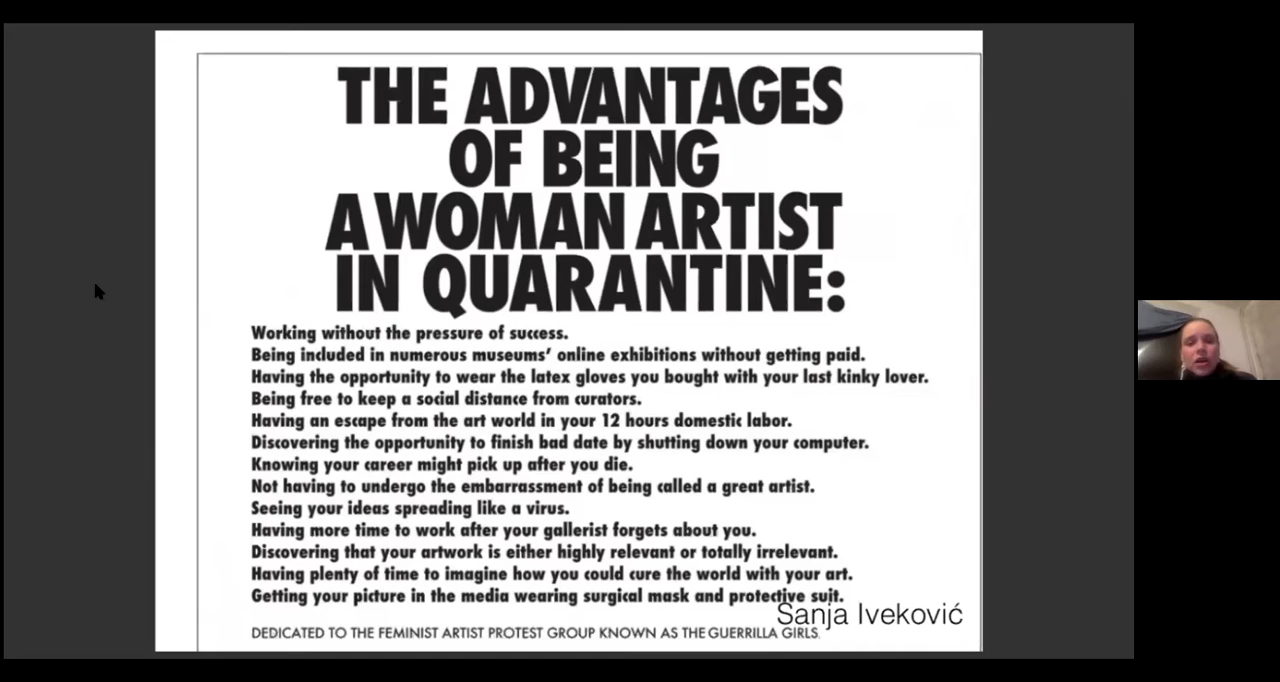 THE ADVANTAGES
OF BEING
A WOMAN ARTIST
IN QUARANTINE:
Working without the pressure of success.
Being included in numerous museums' online exhibitions without getting paid.
Having the opportunity to wear the latex gloves you bought with your last kinky lover.
Being free to keep a social distance from curators.
Having an escape from the art world in your 12 hours domestic labor.
Discovering the opportunity to finish bad date by shutting down your computer.
Knowing your career might pick up after you die.
Not having to undergo the embarrassment of being called a great artist.
Seeing your ideas spreading like a virus.
Having more time to work after your gallerist forgets about you.
Discovering that your artwork is either highly relevant or totally irrelevant.
Having plenty of time to imagine how you could cure the world with your art.
Getting your picture in the media wearing surgical mask and protective suit.
Sanja Iveković
DEDICATED TO THE FEMINIST ARTIST PROTEST GROUP KNOWN AS THE GUERRILLA GIRLS.